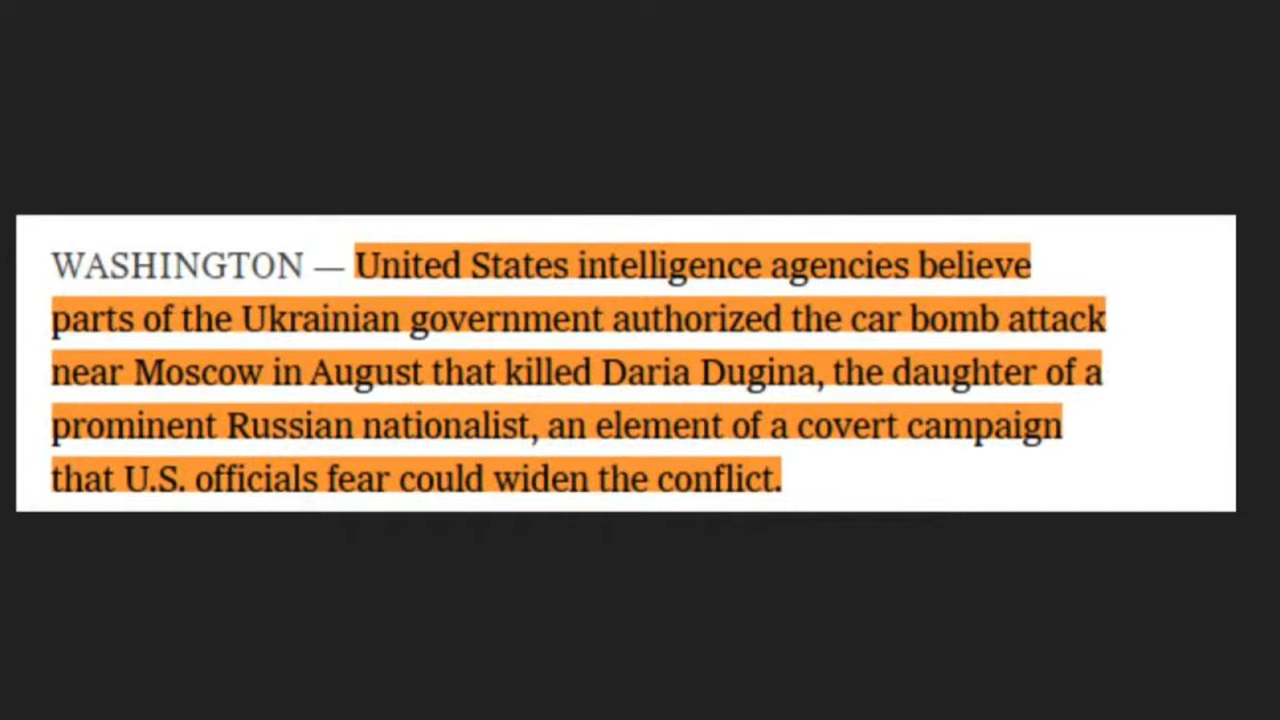 WASHINGTON — United States intelligence agencies believe
parts of the Ukrainian government authorized the car bomb attack
near Moscow in August that killed Daria Dugina, the daughter of a
prominent Russian nationalist, an element of a covert campaign
that U.S. officials fear could widen the conflict.